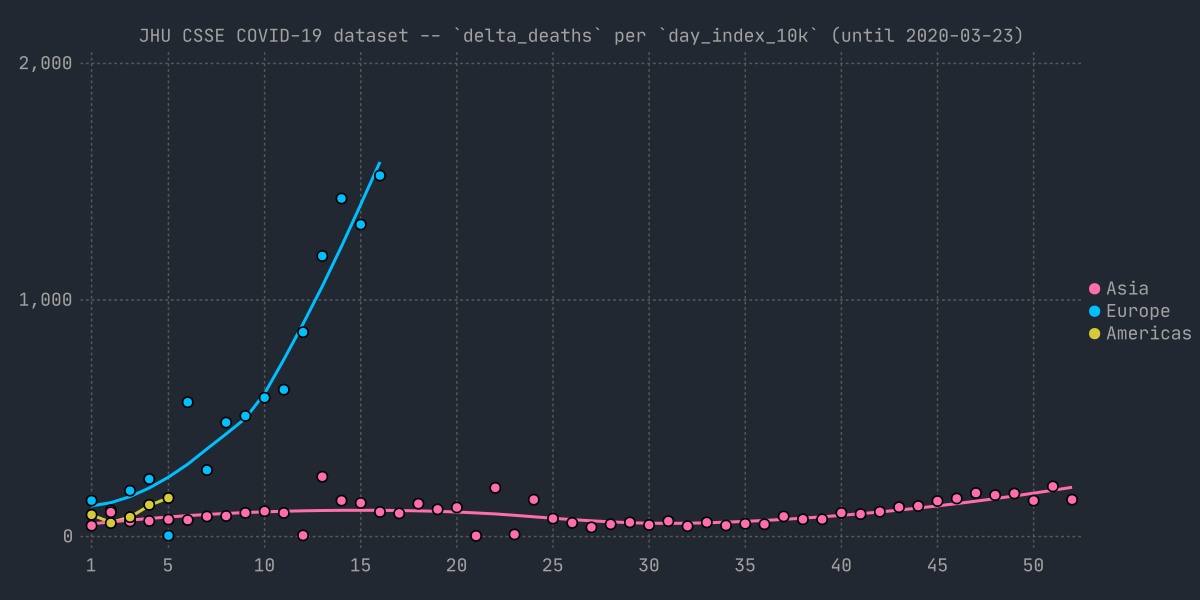 JHU CSSE COVID-19 dataset -- `delta_deaths` per `day_index_10k` (until 2020-03-23)
2,000
1,000
0
Asia
Europe
Americas
1 5 10 15 20 25 30 35 40 45 50